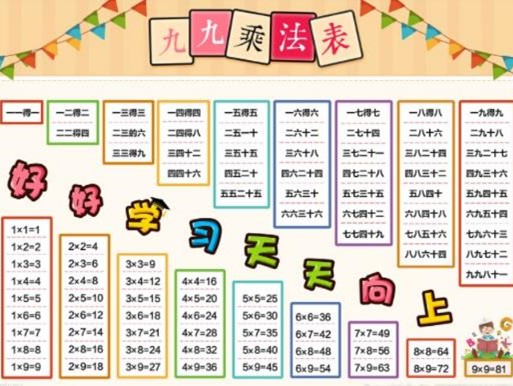 九九乘法表
一一得一
一二得二
二二得四
一三得三
二三的六
三三得九
一四得四
二四得八
三四十二
四四十六
一五得五
二五一十
三五十五
四五二十
五五二十五
一六得六
二六十二
三六十八
四六二十四
五六三十
六六三十六
一七得七
二七十四
三七二十一
四七二十八
五七三十五
六七四十二
七七四十九
一八得八
二八十六
三八二十四
四八三十二
五八四十
六八四十八
七八五十六
八八六十四
一九得九
二九十八
三九二十七
四九三十六
五九四十五
六九五十四
七九六十三
八九七十二
九九八十一
好好学习天天向上
1×1=1
1×2=2
1×3=3
1×4=4
1×5=5
1×6=6
1×7=7
1×8=8
1×9=9
2×2=4
2×3=6
2×4=8
2×5=10
2×6=12
2×7=14
2×8=16
2×9=18
3×3=9
3×4=12
3×5=15
3×6=18
3×7=21
3×8=24
3×9=27
4×4=16
4×5=20
4×6=24
4×7=28
4×8=32
4×9=36
5×5=25
5×6=30
5×7=35
5×8=40
5×9=45
6×6=36
6×7=42
6×8=48
6×9=54
7×7=49
7×8=56
7×9=63
8×8=64
8×9=72
9×9=81